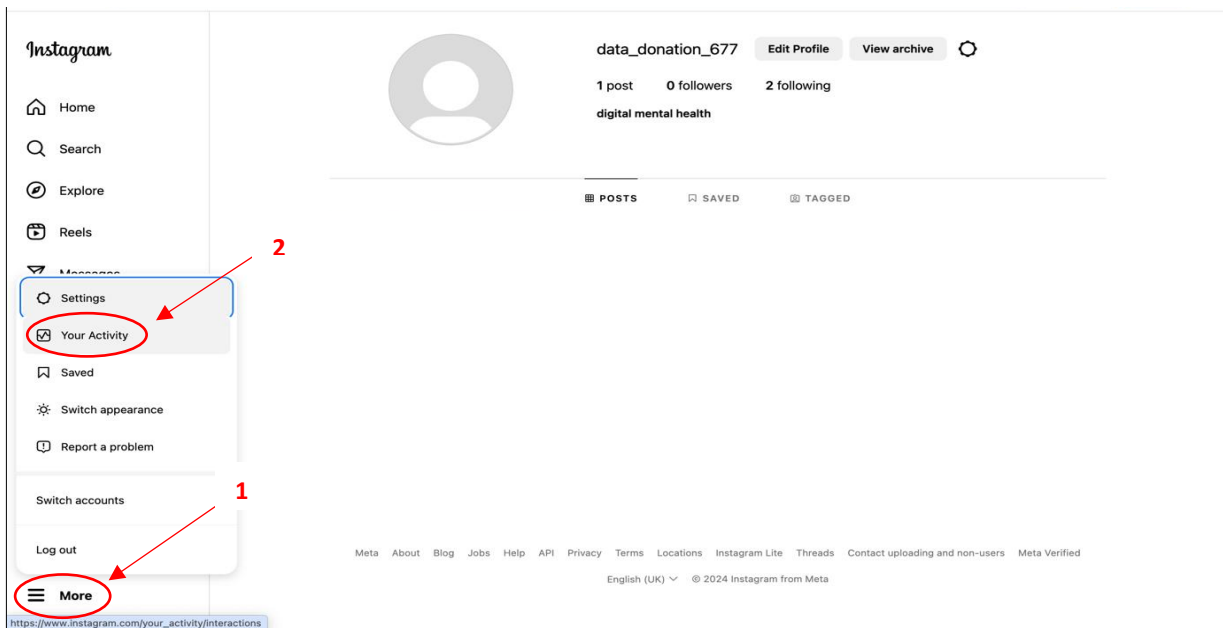 Instagram
Home
Search
Explore
Reels
Messages
Settings
Your Activity
Saved
Switch appearance
Report a problem
Switch accounts
Log out
More
https://www.instagram.com/your_activity/interactions
2
1
data_donation_677 Edit Profile View archive
1 post 0 followers 2 following
digital mental health
POSTS SAVED TAGGED
Meta About Blog Jobs Help API Privacy Terms Locations Instagram Lite Threads Contact uploading and non-users Meta Verified
English (UK) © 2024 Instagram from Meta